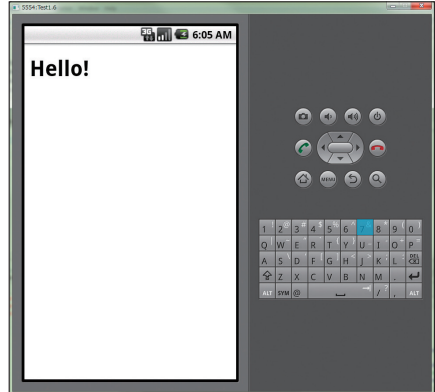 5554:Test1.6
3G
6:05 AM
Hello!
MENU
1 ! 2 @ 3 # 4 $ 5 % 6 ^ 7 8 * 9 ( 0 )
Q W E R T Y U I O P
A S D F G H J K L DEL
Z X C V B N M .
ALT SYM @ / ? , ALT